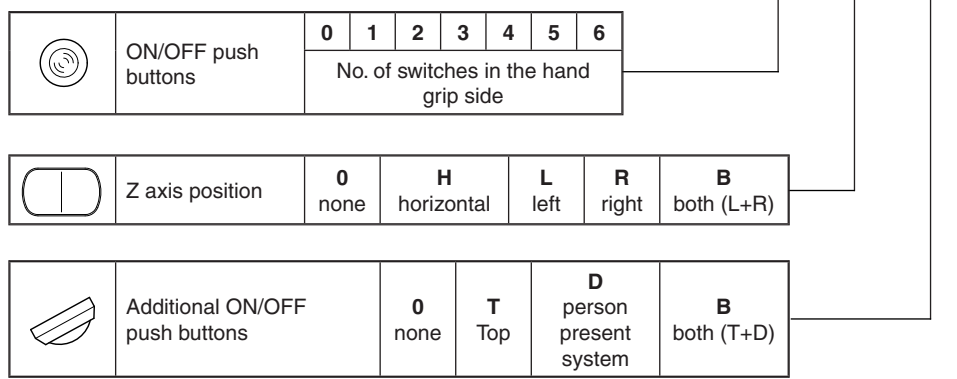 ON/OFF push
buttons
0 1 2 3 4 5 6
No. of switches in the hand
grip side
Z axis position
0 H L R B
none horizontal left right both (L+R)
Additional ON/OFF
push buttons
0
none
T
Top
D
person
present
system
B
both (T+D)